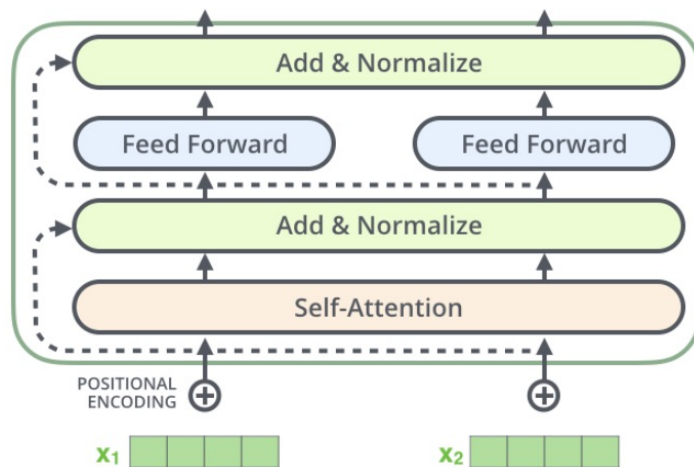 Add & Normalize
Feed Forward Feed Forward
Add & Normalize
Self-Attention
POSITIONAL
ENCODING
x₁ x₂